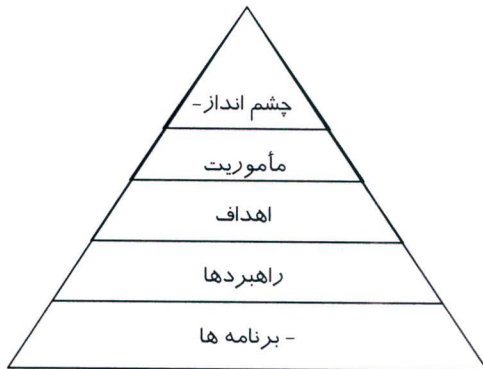 چشم انداز-
مأموریت
اهداف
راهبردها
- برنامه ها